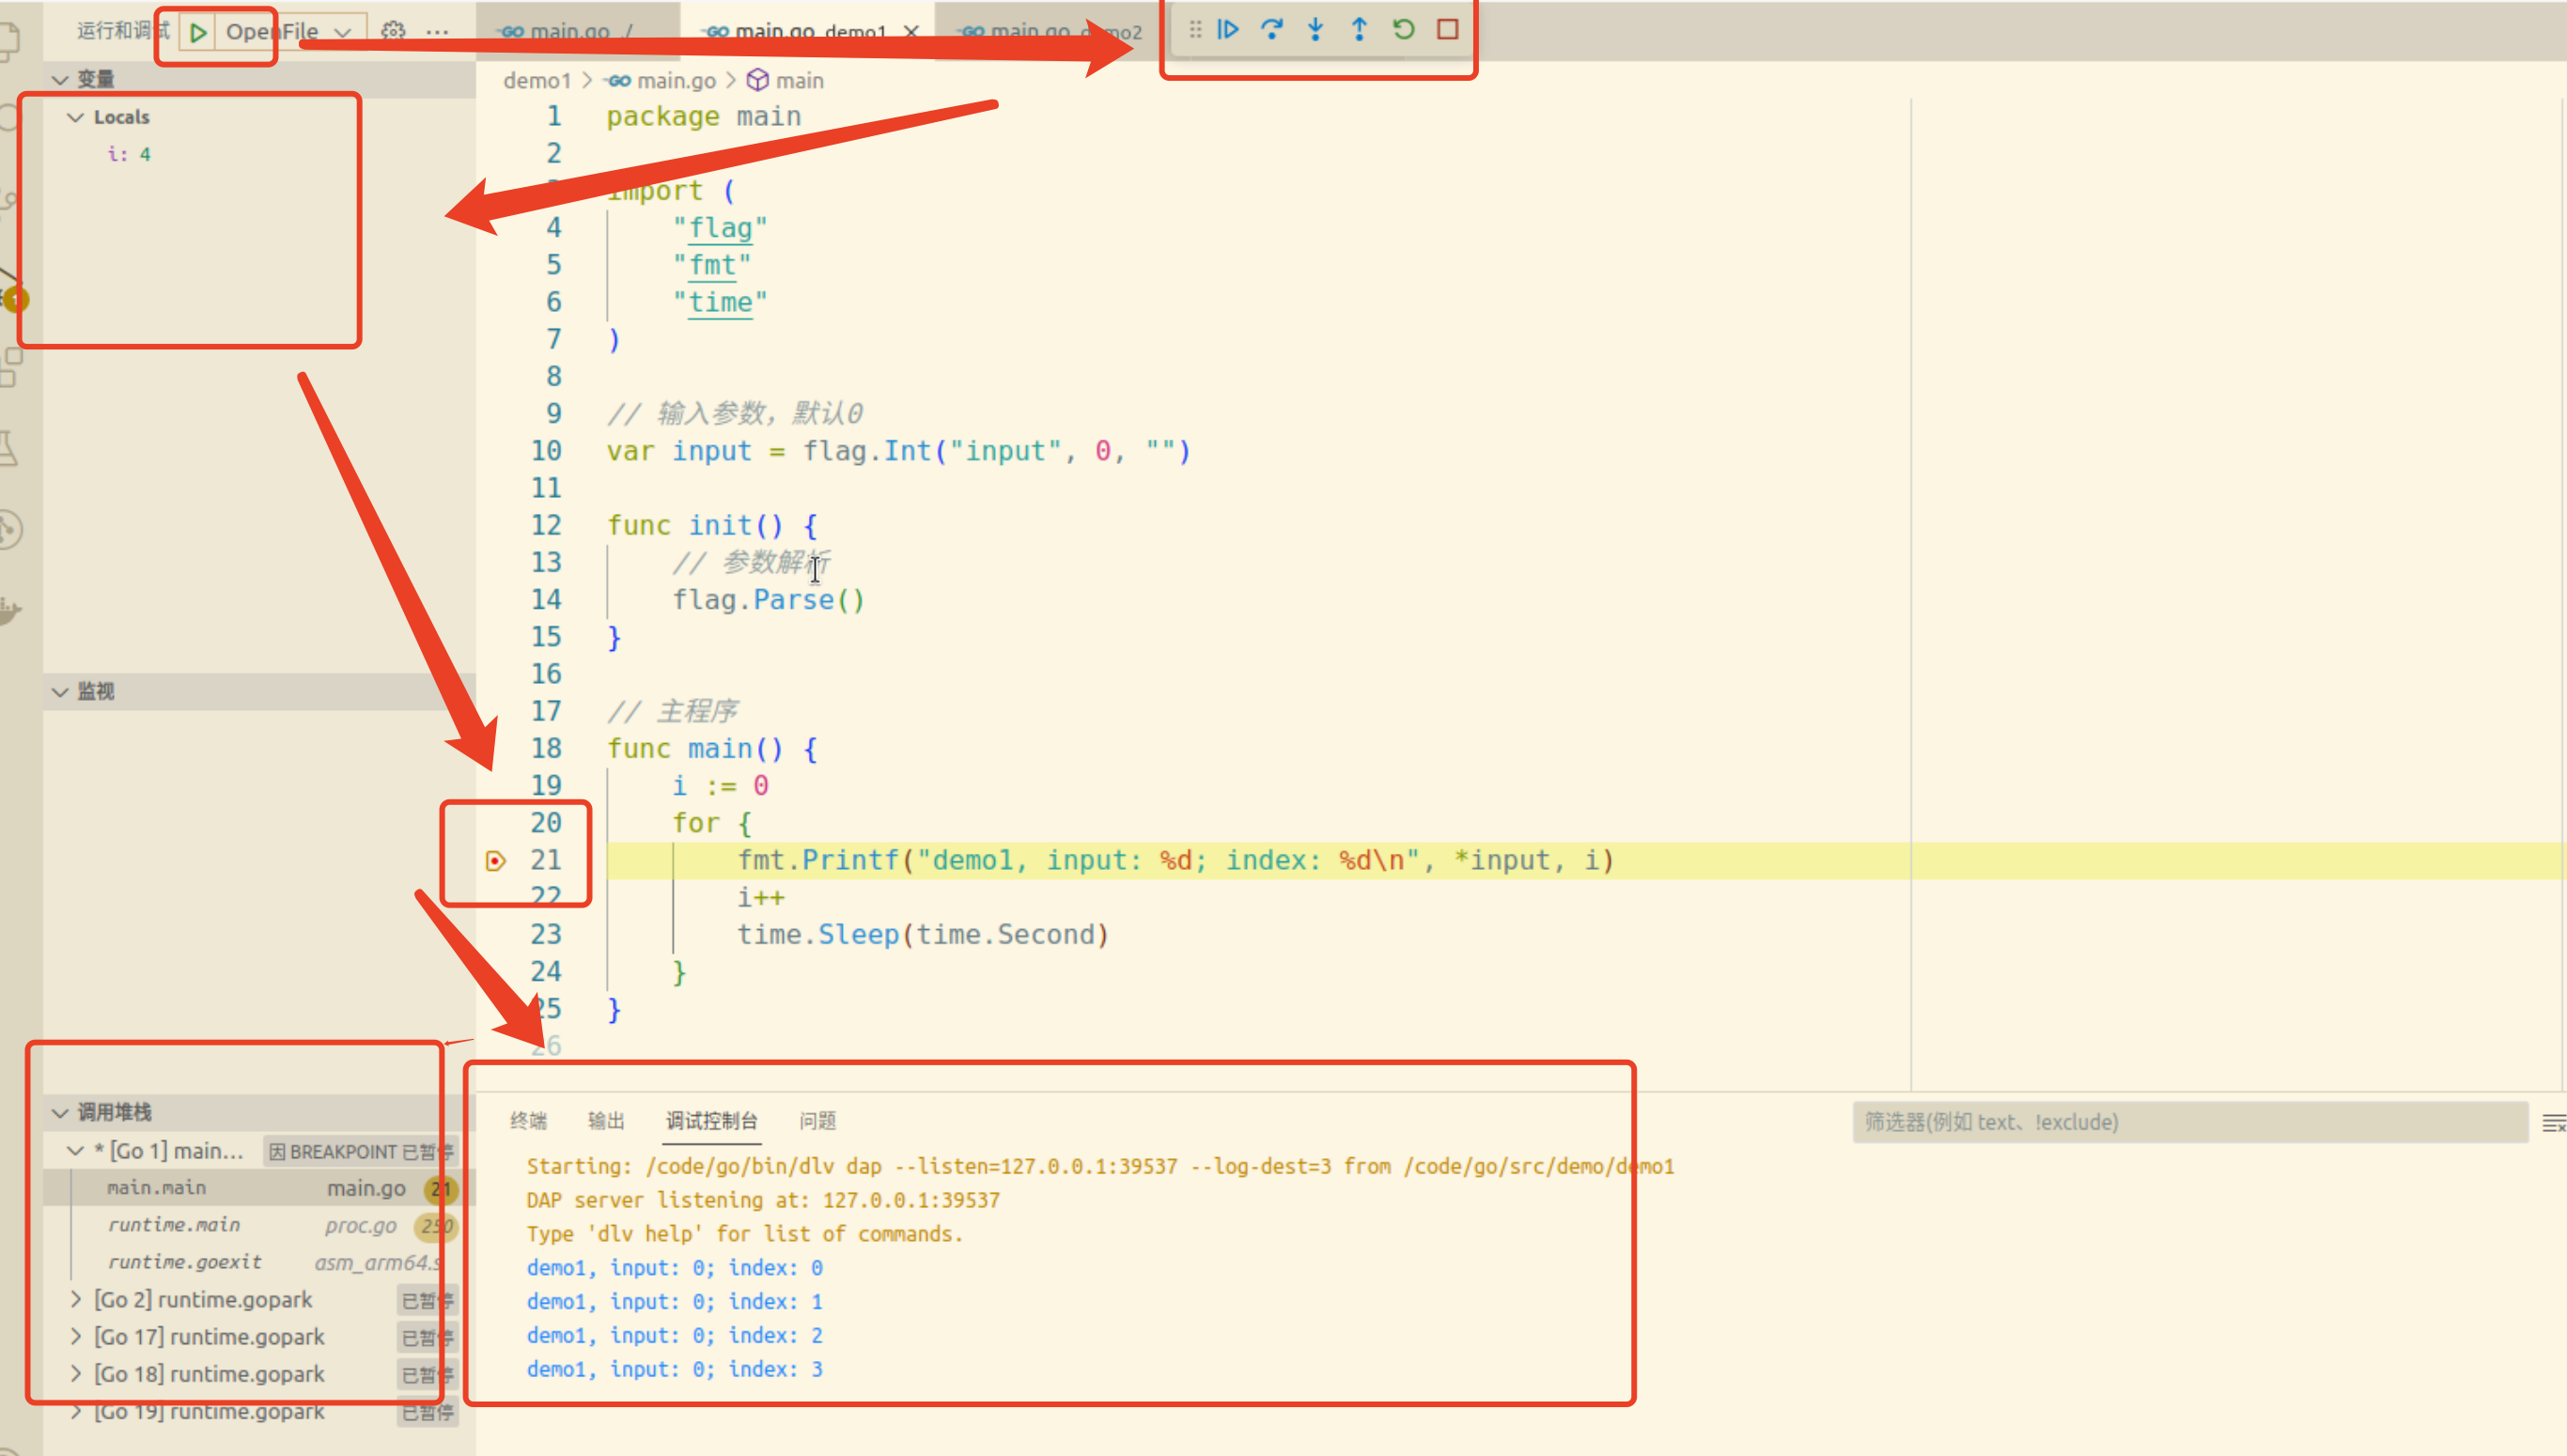 运行和调试 OpenFile
变量
Locals
i: 4
监视
调用堆栈
* [Go 1] main... 因 BREAKPOINT 已暂停
main.main main.go 21
runtime.main proc.go 250
runtime.goexit asm_arm64.s
[Go 2] runtime.gopark 已暂停
[Go 17] runtime.gopark 已暂停
[Go 18] runtime.gopark 已暂停
[Go 19] runtime.gopark 已暂停
GO main.go ./ GO main.go demo1 GO main.go demo2
demo1 > GO main.go > main
1 package main
2
import (
4 "flag"
5 "fmt"
6 "time"
7 )
8
9 // 输入参数，默认0
10 var input = flag.Int("input", 0, "")
11
12 func init() {
13 // 参数解析
14 flag.Parse()
15 }
16
17 // 主程序
18 func main() {
19 i := 0
20 for {
21 fmt.Printf("demo1, input: %d; index: %d\n", *input, i)
22 i++
23 time.Sleep(time.Second)
24 }
25 }
26
终端 输出 调试控制台 问题 筛选器(例如 text、!exclude)
Starting: /code/go/bin/dlv dap --listen=127.0.0.1:39537 --log-dest=3 from /code/go/src/demo/demo1
DAP server listening at: 127.0.0.1:39537
Type 'dlv help' for list of commands.
demo1, input: 0; index: 0
demo1, input: 0; index: 1
demo1, input: 0; index: 2
demo1, input: 0; index: 3